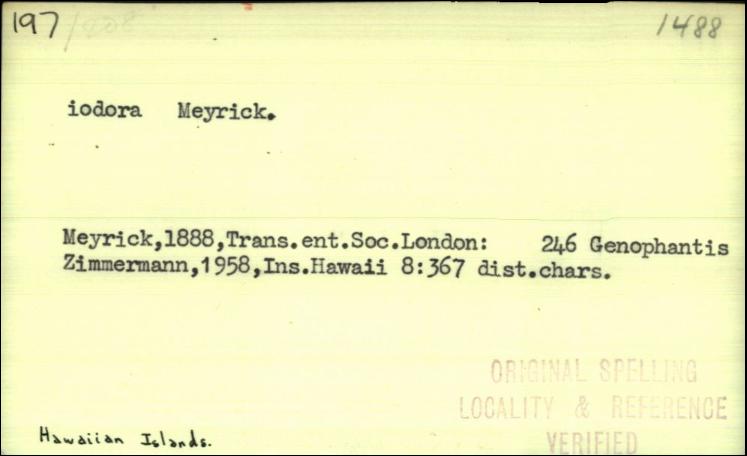 197 /208 1488
iodora Meyrick.
Meyrick,1888,Trans.ent.Soc.London: 246 Genophantis
Zimmermann,1958,Ins.Hawaii 8:367 dist.chars.
ORIGINAL SPELLING
LOCALITY & REFERENCE
VERIFIED
Hawaiian Islands.